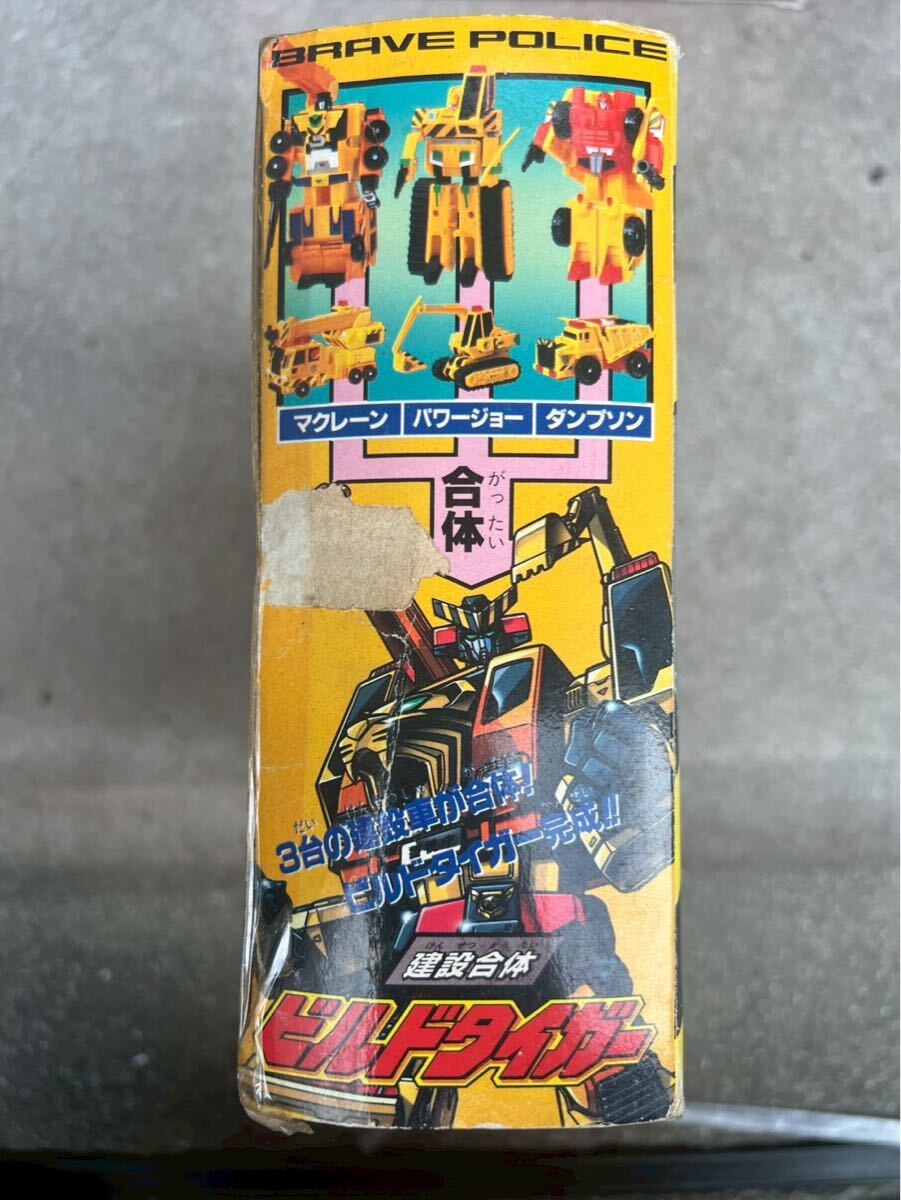 BRAVE POLICE
マクレーン
パワージョー
ダンプソン
がったい
合体
だい
3台の建設車が合体!
ビルドタイガー完成!!
けんせつがったい
建設合体
ビルドタイガー